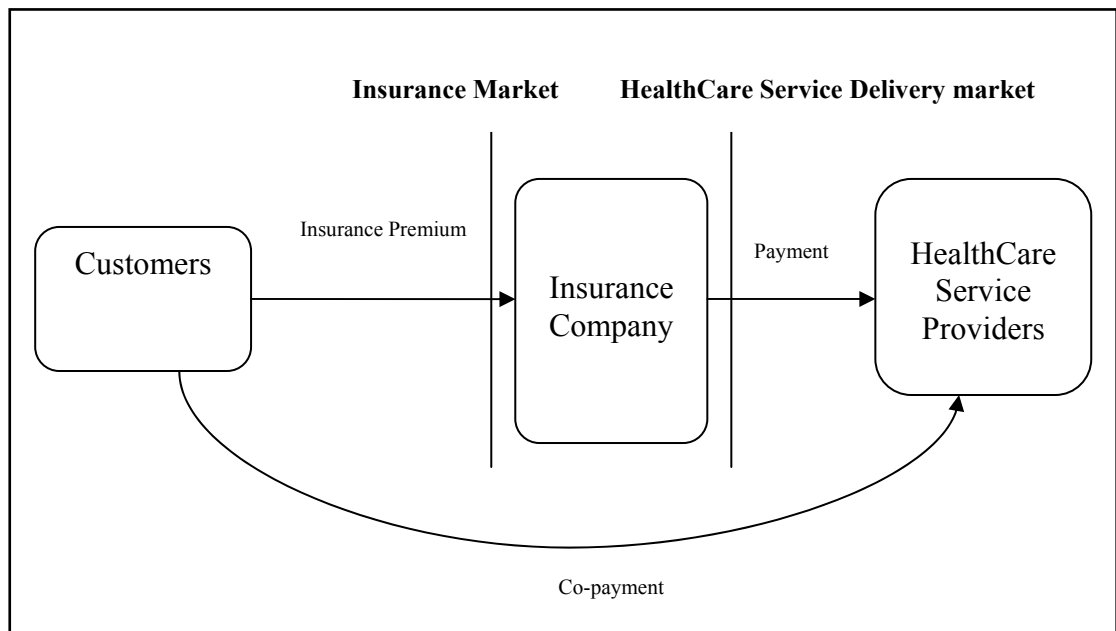 Insurance Market
HealthCare Service Delivery market
Insurance Premium
Payment
Customers
Insurance
Company
HealthCare
Service
Providers
Co-payment